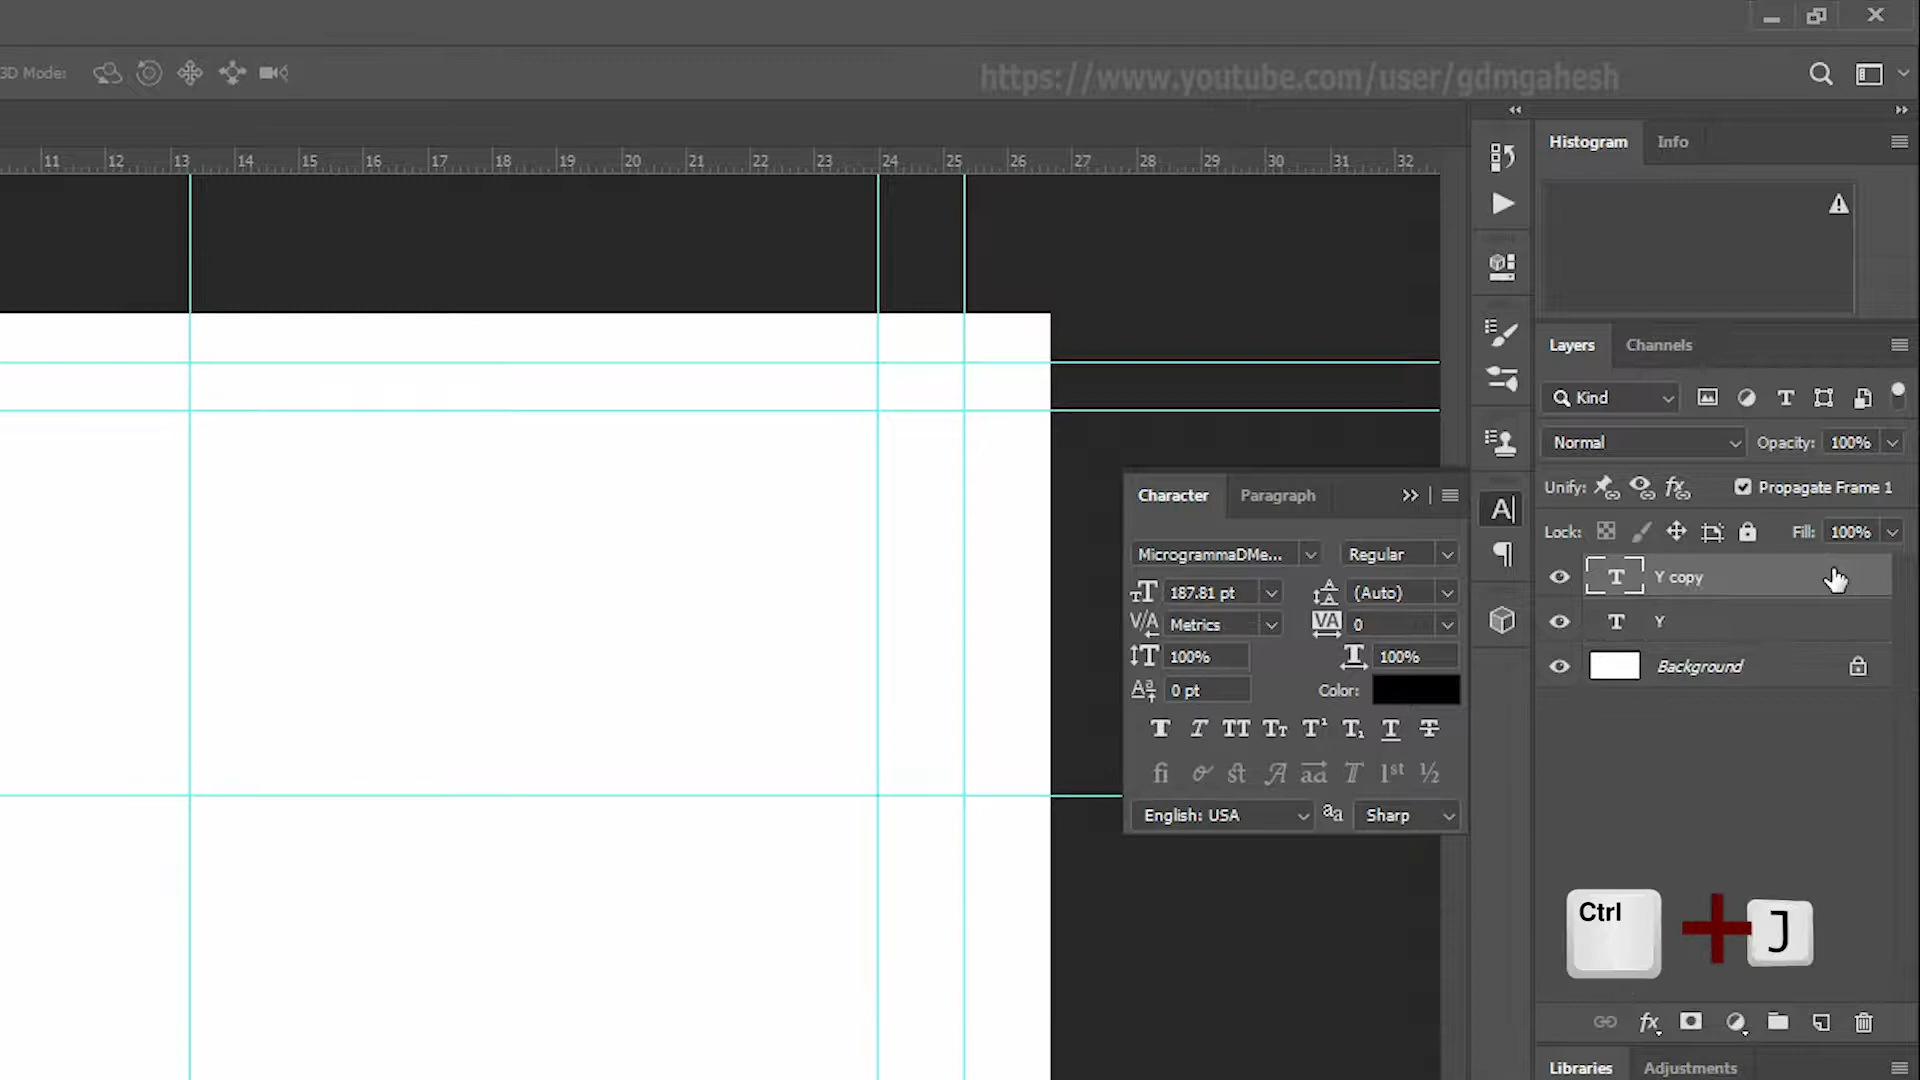 3D Mode:
https://www.youtube.com/user/gdmgahesh
11 12 13 14 15 16 17 18 19 20 21 22 23 24 25 26 27 28 29 30 31 32
Histogram Info
Layers Channels
Kind
Normal Opacity: 100%
Unify: Propagate Frame 1
Lock: Fill: 100%
Y copy
Y
Background
Character Paragraph
MicrogrammaDMe... Regular
187.81 pt (Auto)
Metrics 0
100% 100%
0 pt Color:
English: USA Sharp
Ctrl + J
Libraries Adjustments